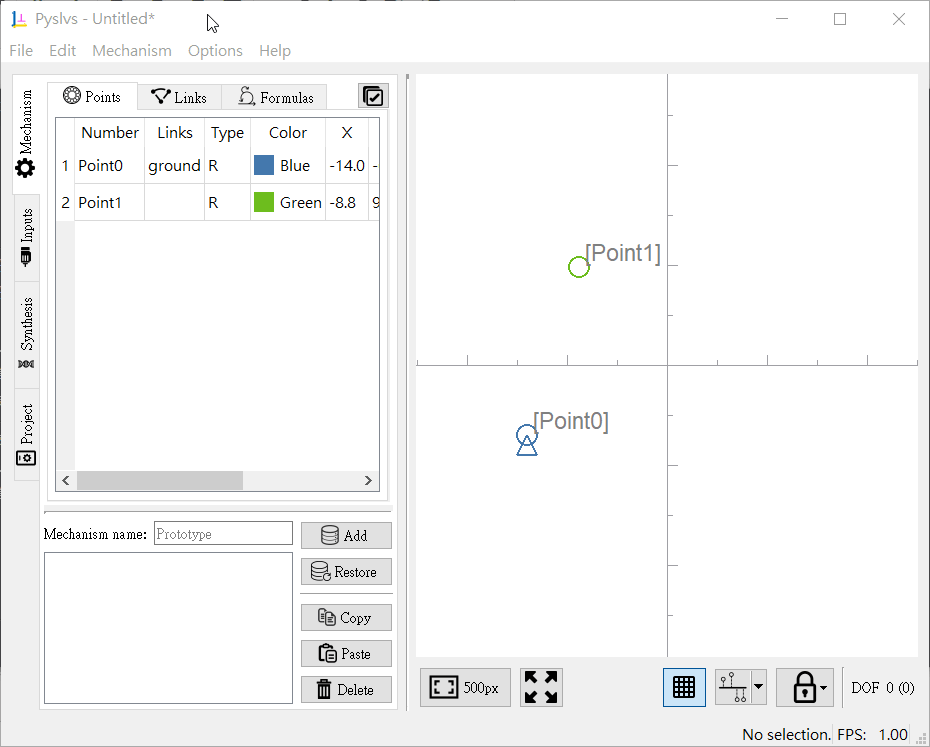 Pyslvs - Untitled*
File Edit Mechanism Options Help
Mechanism
Inputs
Synthesis
Project
Points Links Formulas
Number Links Type Color X
1 Point0 ground R Blue -14.0 -
2 Point1 R Green -8.8 9
Mechanism name: Prototype
Add
Restore
Copy
Paste
Delete
[Point1]
[Point0]
500px
DOF 0 (0)
No selection. FPS: 1.00